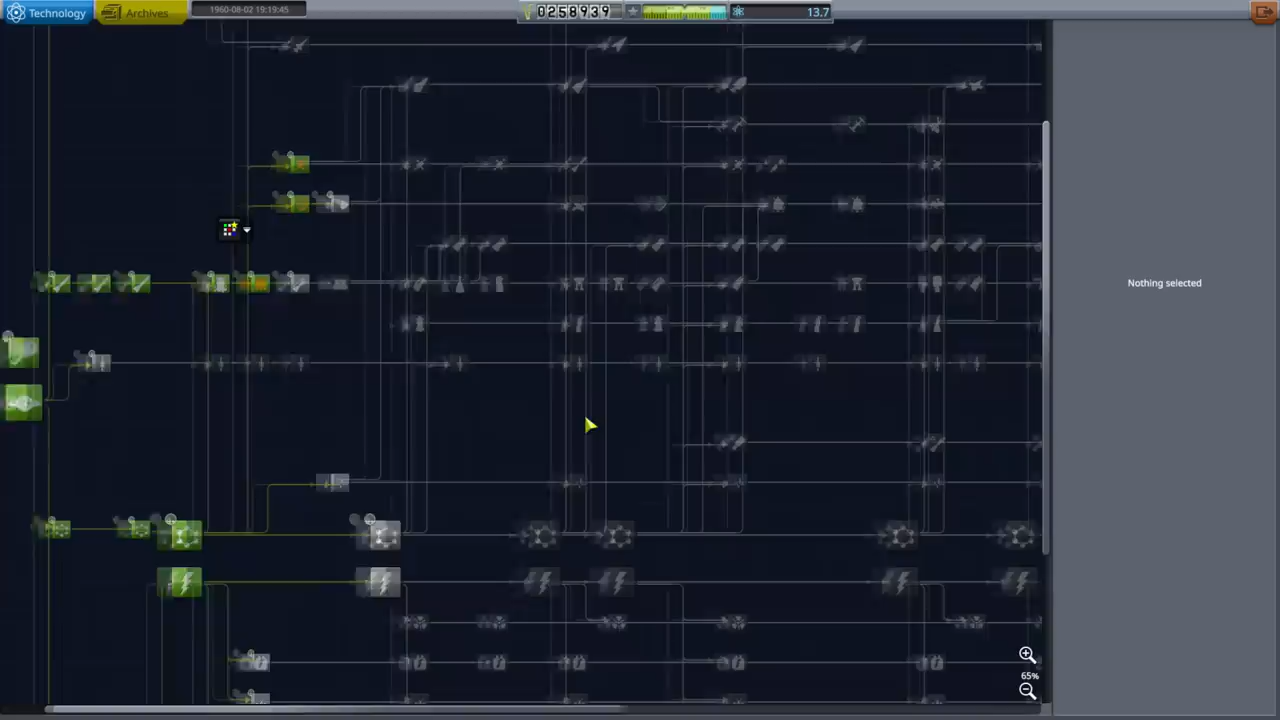 Technology
Archives
1960-08-02 19:19:45
0258939
13.7
Nothing selected
65%